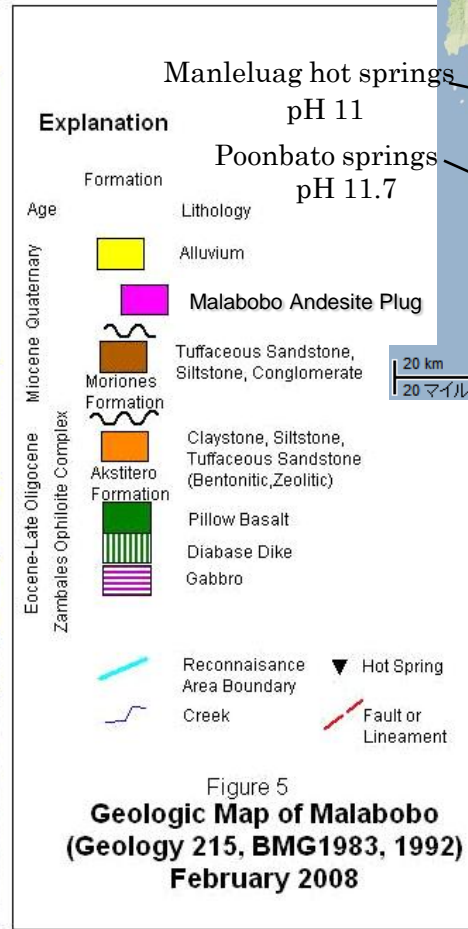 Manleluag hot springs
pH 11
Poonbato springs
pH 11.7
Explanation
Formation
Age
Lithology
Miocene Quaternary
Alluvium
Malabobo Andesite Plug
Tuffaceous Sandstone,
Siltstone, Conglomerate
Moriones
Formation
Eocene-Late Oligocene
Zambales Ophiloite Complex
Claystone, Siltstone,
Tuffaceous Sandstone
(Bentonitic,Zeolitic)
Akstitero
Formation
Pillow Basalt
Diabase Dike
Gabbro
Reconnaisance
Area Boundary
Hot Spring
Creek
Fault or
Lineament
20 km
20 マイル
Figure 5
Geologic Map of Malabobo
(Geology 215, BMG1983, 1992)
February 2008